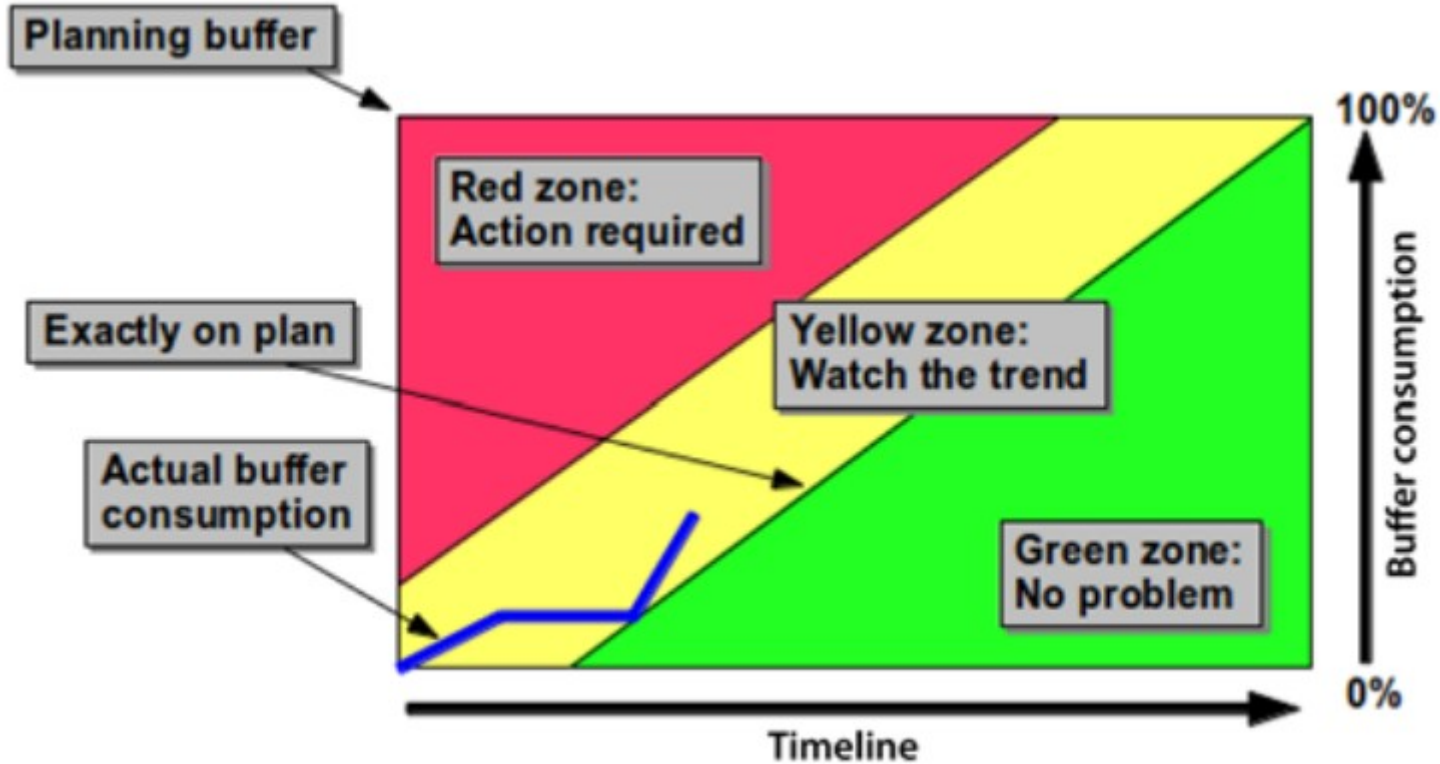 Planning buffer
100%
Red zone:
Action required
Exactly on plan
Yellow zone:
Watch the trend
Actual buffer
consumption
Green zone:
No problem
Buffer consumption
0%
Timeline